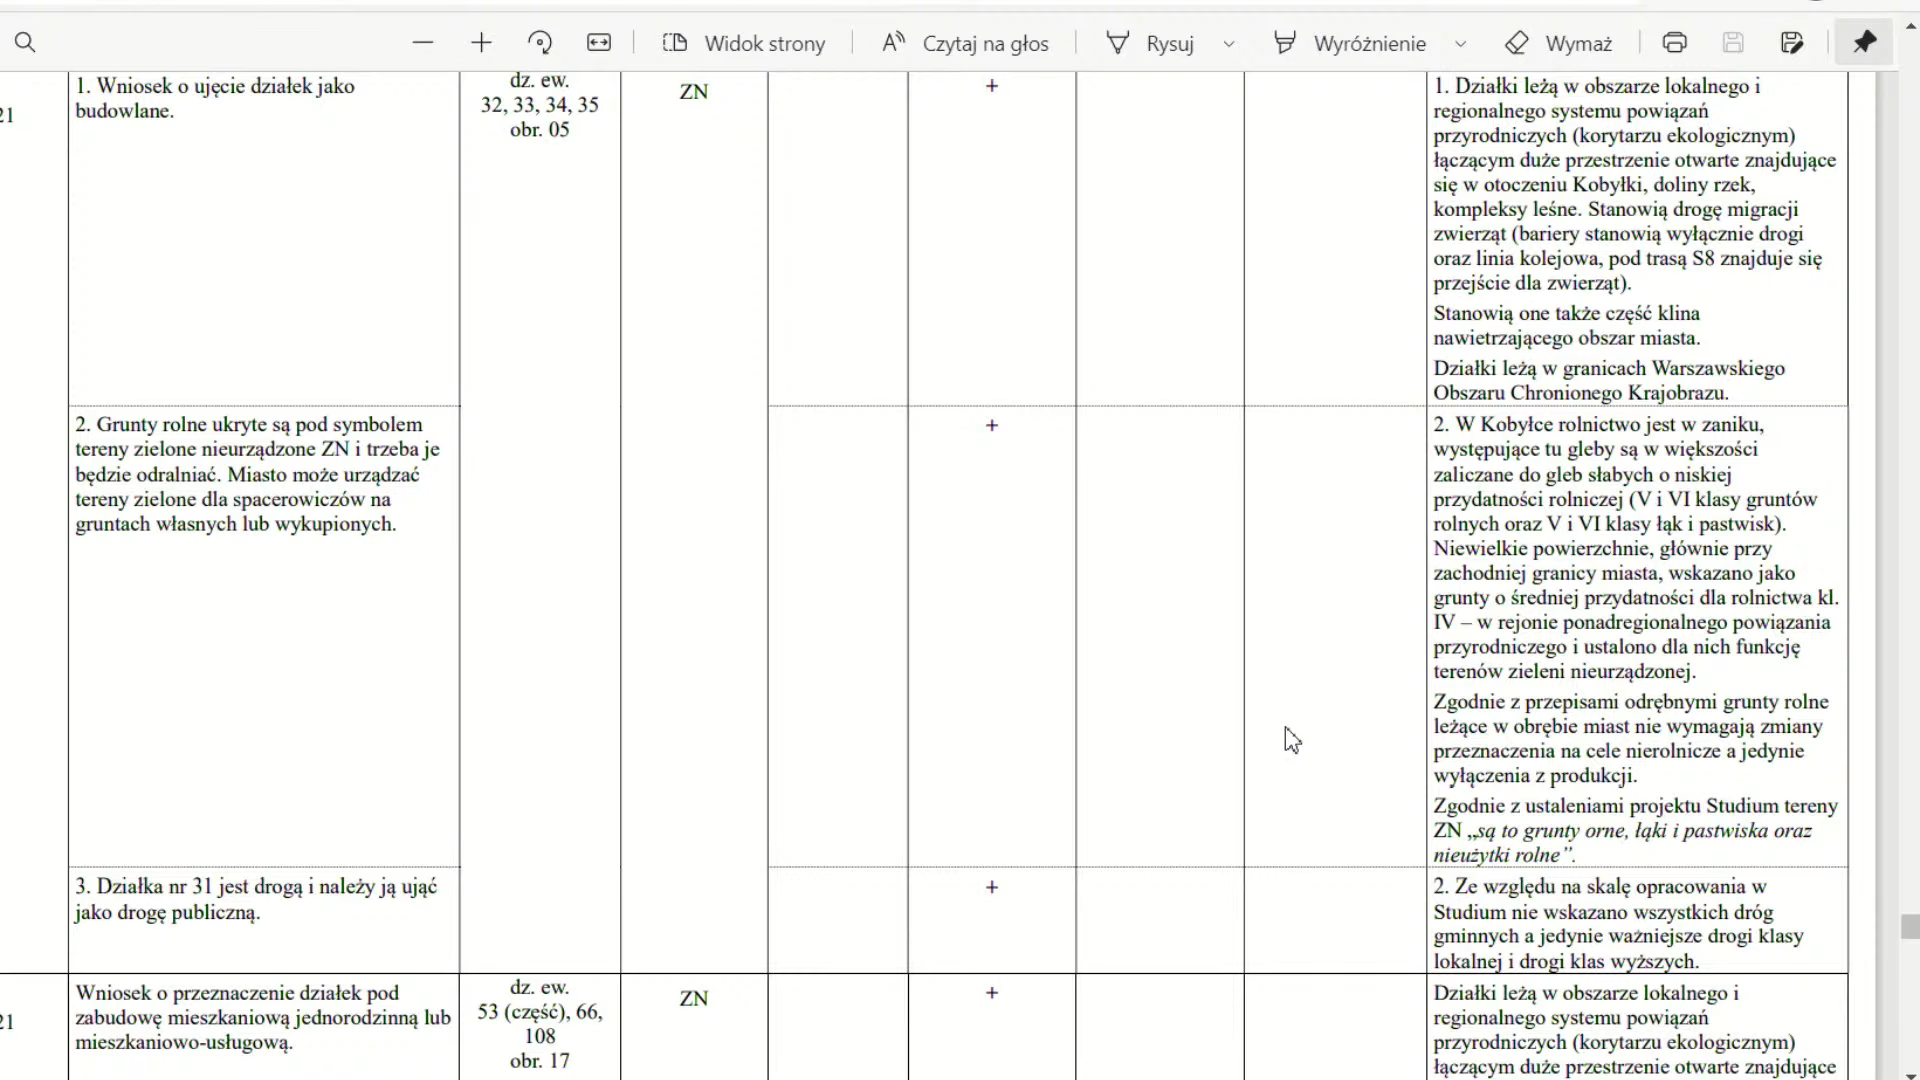 Widok strony
Czytaj na głos
Rysuj
Wyróżnienie
Wymaż
21
1. Wniosek o ujęcie działek jako
budowlane.
dz. ew.
32, 33, 34, 35
obr. 05
ZN
+
1. Działki leżą w obszarze lokalnego i
regionalnego systemu powiązań
przyrodniczych (korytarzu ekologicznym)
łączącym duże przestrzenie otwarte znajdujące
się w otoczeniu Kobyłki, doliny rzek,
kompleksy leśne. Stanowią drogę migracji
zwierząt (bariery stanowią wyłącznie drogi
oraz linia kolejowa, pod trasą S8 znajduje się
przejście dla zwierząt).
Stanowią one także część klina
nawietrzającego obszar miasta.
Działki leżą w granicach Warszawskiego
Obszaru Chronionego Krajobrazu.
2. Grunty rolne ukryte są pod symbolem
tereny zielone nieurządzone ZN i trzeba je
będzie odralniać. Miasto może urządzać
tereny zielone dla spacerowiczów na
gruntach własnych lub wykupionych.
+
2. W Kobyłce rolnictwo jest w zaniku,
występujące tu gleby są w większości
zaliczane do gleb słabych o niskiej
przydatności rolniczej (V i VI klasy gruntów
rolnych oraz V i VI klasy łąk i pastwisk).
Niewielkie powierzchnie, głównie przy
zachodniej granicy miasta, wskazano jako
grunty o średniej przydatności dla rolnictwa kl.
IV – w rejonie ponadregionalnego powiązania
przyrodniczego i ustalono dla nich funkcję
terenów zieleni nieurządzonej.
Zgodnie z przepisami odrębnymi grunty rolne
leżące w obrębie miast nie wymagają zmiany
przeznaczenia na cele nierolnicze a jedynie
wyłączenia z produkcji.
Zgodnie z ustaleniami projektu Studium tereny
ZN „są to grunty orne, łąki i pastwiska oraz
nieużytki rolne”.
3. Działka nr 31 jest drogą i należy ją ująć
jako drogę publiczną.
+
2. Ze względu na skalę opracowania w
Studium nie wskazano wszystkich dróg
gminnych a jedynie ważniejsze drogi klasy
lokalnej i drogi klas wyższych.
21
Wniosek o przeznaczenie działek pod
zabudowę mieszkaniową jednorodzinną lub
mieszkaniowo-usługową.
dz. ew.
53 (część), 66,
108
obr. 17
ZN
+
Działki leżą w obszarze lokalnego i
regionalnego systemu powiązań
przyrodniczych (korytarzu ekologicznym)
łączącym duże przestrzenie otwarte znajdujące